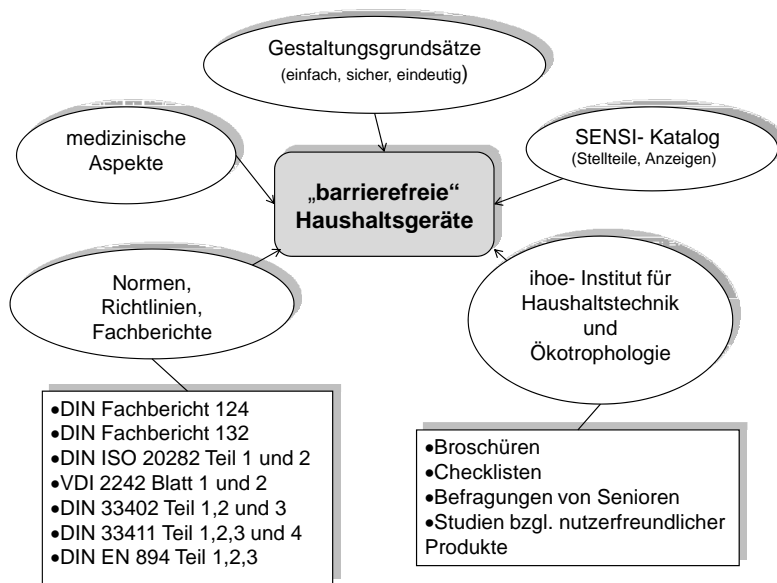 Gestaltungsgrundsätze
(einfach, sicher, eindeutig)
medizinische
Aspekte
SENSI- Katalog
(Stellteile, Anzeigen)
„barrierefreie“
Haushaltsgeräte
Normen,
Richtlinien,
Fachberichte
ihoe- Institut für
Haushaltstechnik
und
Ökotrophologie
•DIN Fachbericht 124
•DIN Fachbericht 132
•DIN ISO 20282 Teil 1 und 2
•VDI 2242 Blatt 1 und 2
•DIN 33402 Teil 1,2 und 3
•DIN 33411 Teil 1,2,3 und 4
•DIN EN 894 Teil 1,2,3
•Broschüren
•Checklisten
•Befragungen von Senioren
•Studien bzgl. nutzerfreundlicher
Produkte